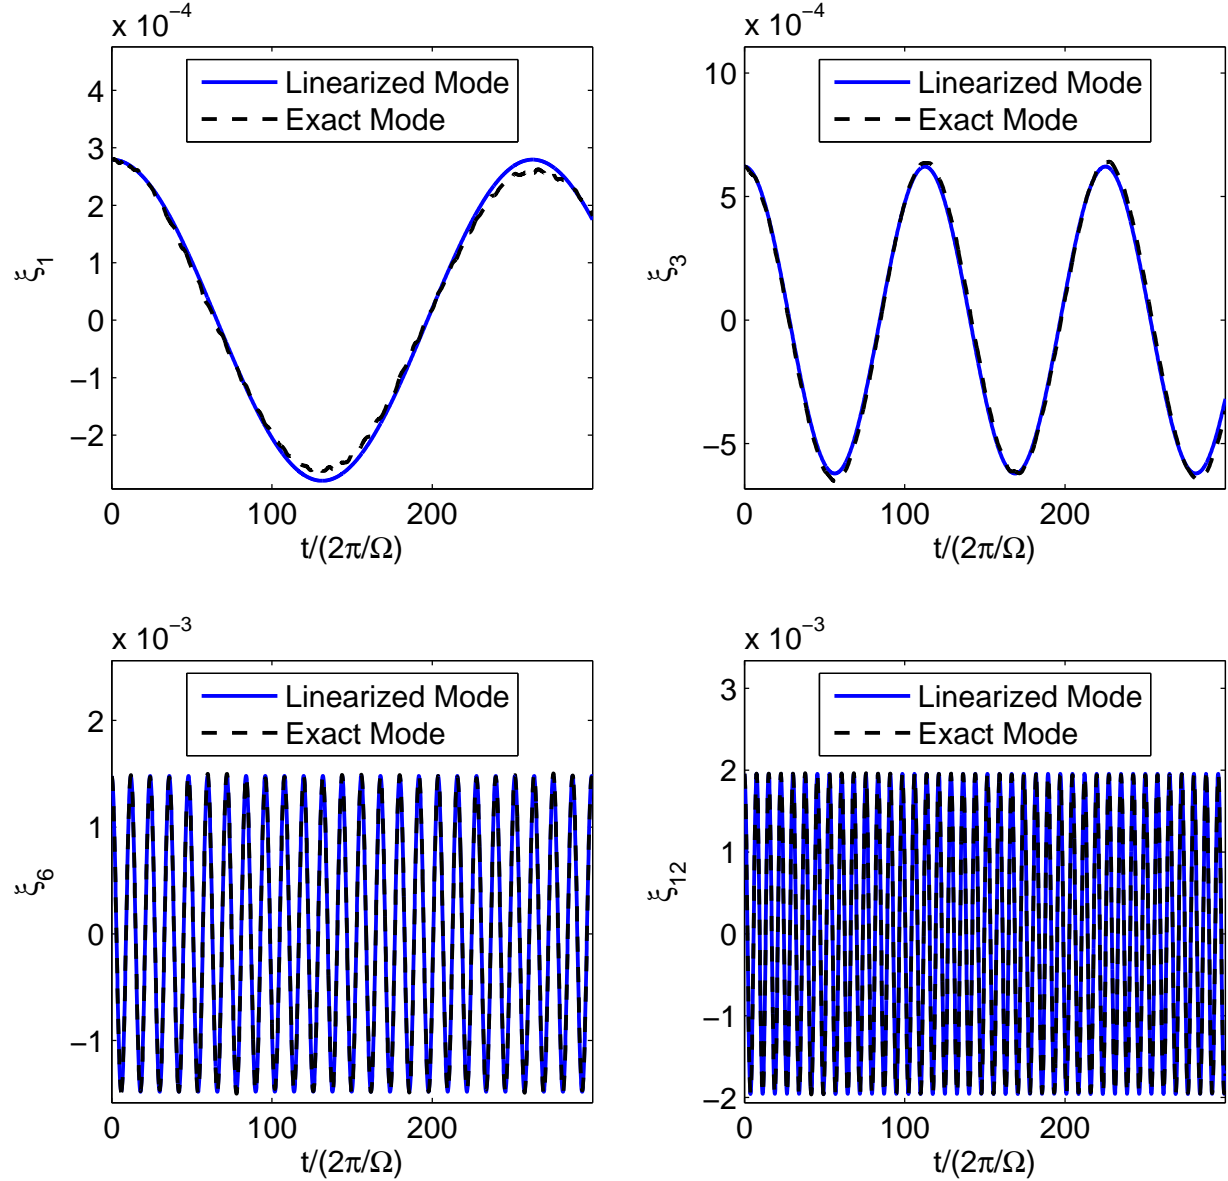 x 10⁻⁴
4
3
2
1
0
−1
−2
ξ₁
Linearized Mode
Exact Mode
0
100
200
t/(2π/Ω)
x 10⁻⁴
10
5
0
−5
ξ₃
Linearized Mode
Exact Mode
0
100
200
t/(2π/Ω)
x 10⁻³
2
1
0
−1
ξ₆
Linearized Mode
Exact Mode
0
100
200
t/(2π/Ω)
x 10⁻³
3
2
1
0
−1
−2
ξ₁₂
Linearized Mode
Exact Mode
0
100
200
t/(2π/Ω)